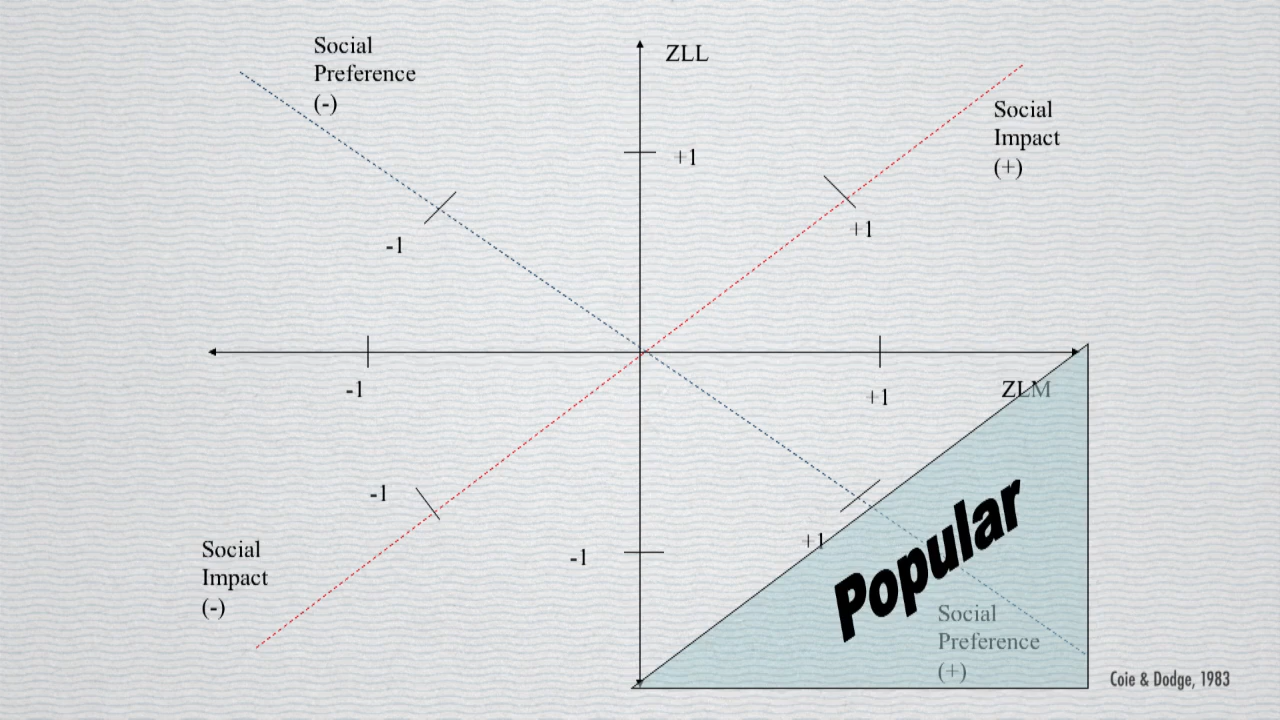 Social
Preference
(-)
ZLL
Social
Impact
(+)
+1
-1
+1
-1
+1
ZLM
-1
+1
-1
Popular
Social
Impact
(-)
Social
Preference
(+)
Coie & Dodge, 1983